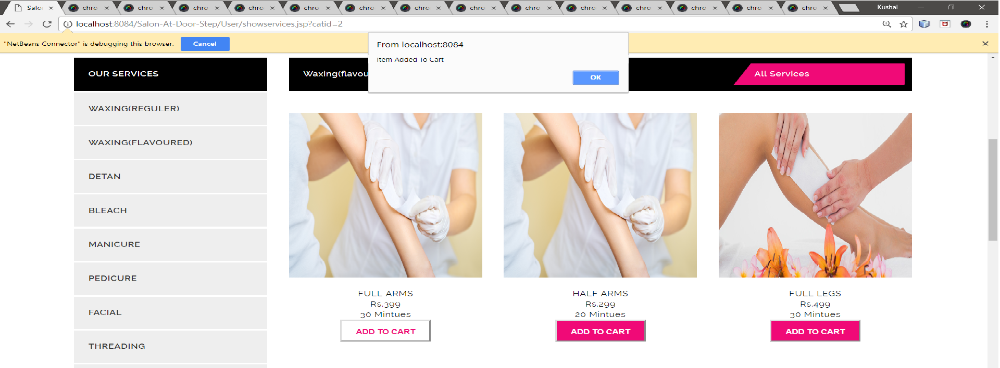 Salo
chro
chro
chro
chro
chro
chro
chro
chro
chro
chro
chro
chro
chro
chro
Kushal
localhost:8084/Salon-At-Door-Step/User/showservices.jsp?catid=2
"NetBeans Connector" is debugging this browser.
Cancel
From localhost:8084
Item Added To Cart
OK
OUR SERVICES
Waxing(flavou
All Services
WAXING(REGULER)
WAXING(FLAVOURED)
DETAN
BLEACH
MANICURE
PEDICURE
FACIAL
THREADING
FULL ARMS
Rs.399
30 Mintues
ADD TO CART
HALF ARMS
Rs.299
20 Mintues
ADD TO CART
FULL LEGS
Rs.499
30 Mintues
ADD TO CART